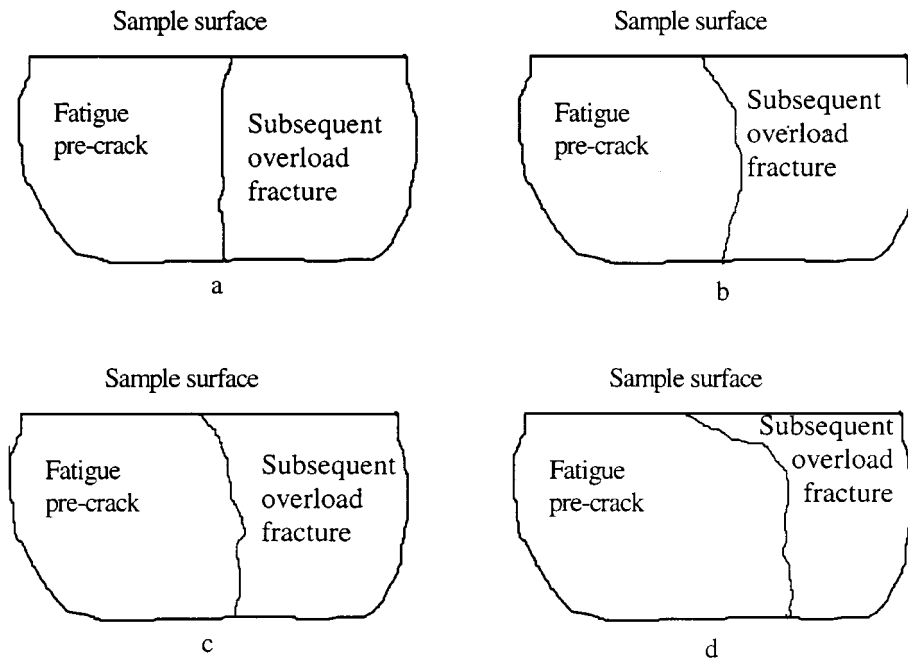 Sample surface
Fatigue
pre-crack
Subsequent
overload
fracture
a
Sample surface
Fatigue
pre-crack
Subsequent
overload
fracture
b
Sample surface
Fatigue
pre-crack
Subsequent
overload
fracture
c
Sample surface
Fatigue
pre-crack
Subsequent
overload
fracture
d